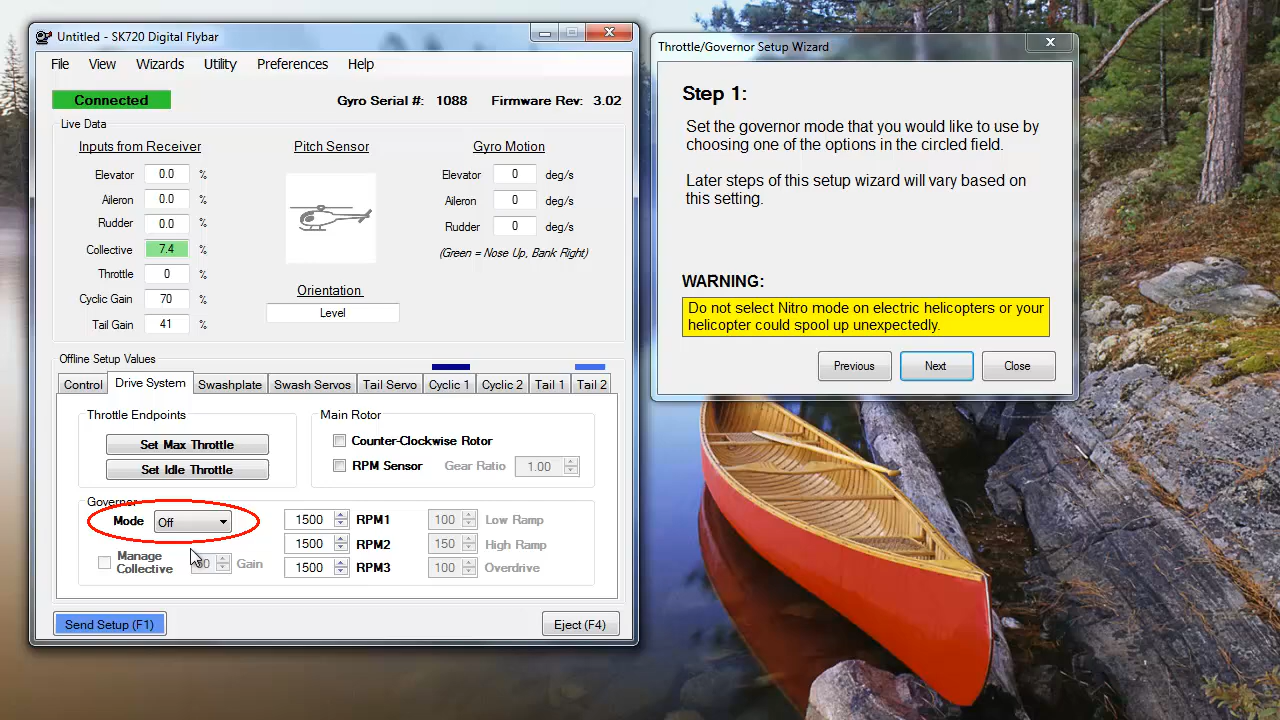 Untitled - SK720 Digital Flybar
File View Wizards Utility Preferences Help
Connected Gyro Serial #: 1088 Firmware Rev: 3.02
Live Data
Inputs from Receiver
Elevator 0.0 %
Aileron 0.0 %
Rudder 0.0 %
Collective 7.4 %
Throttle 0 %
Cyclic Gain 70 %
Tail Gain 41 %
Pitch Sensor
Orientation
Level
Gyro Motion
Elevator 0 deg/s
Aileron 0 deg/s
Rudder 0 deg/s
(Green = Nose Up, Bank Right)
Offline Setup Values
Control Drive System Swashplate Swash Servos Tail Servo Cyclic 1 Cyclic 2 Tail 1 Tail 2
Throttle Endpoints
Set Max Throttle
Set Idle Throttle
Main Rotor
Counter-Clockwise Rotor
RPM Sensor Gear Ratio 1.00
Governor
Mode Off
Manage
Collective
Gain
1500 RPM1 100 Low Ramp
1500 RPM2 150 High Ramp
1500 RPM3 100 Overdrive
Send Setup (F1) Eject (F4)
Throttle/Governor Setup Wizard
Step 1:
Set the governor mode that you would like to use by
choosing one of the options in the circled field.
Later steps of this setup wizard will vary based on
this setting.
WARNING:
Do not select Nitro mode on electric helicopters or your
helicopter could spool up unexpectedly.
Previous Next Close